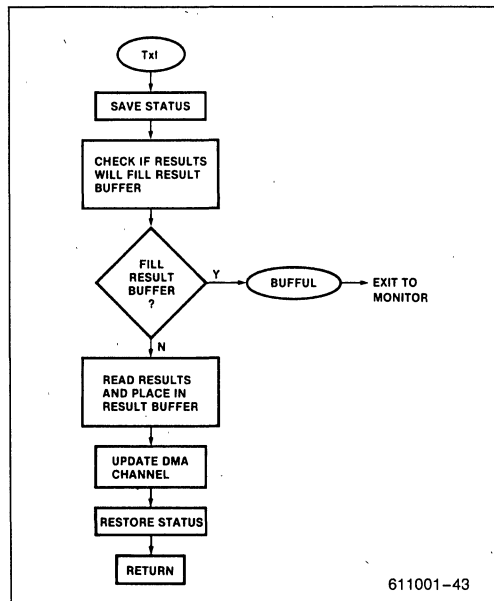 TxI
SAVE STATUS
CHECK IF RESULTS
WILL FILL RESULT
BUFFER
FILL
RESULT
BUFFER
?
Y
BUFFUL
EXIT TO
MONITOR
N
READ RESULTS
AND PLACE IN
RESULT BUFFER
UPDATE DMA
CHANNEL
RESTORE STATUS
RETURN
611001-43